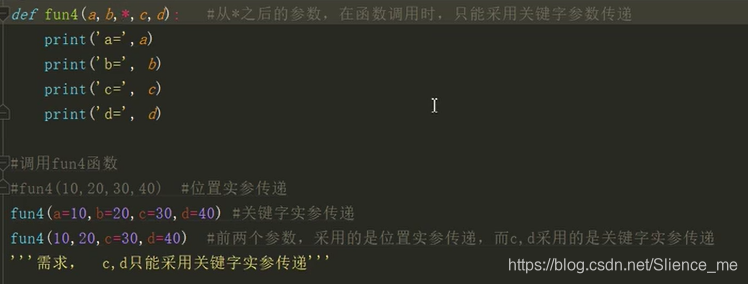 def fun4(a,b,*,c,d):   #从*之后的参数，在函数调用时，只能采用关键字参数传递
    print('a=',a)
    print('b=', b)
    print('c=', c)
    print('d=', d)
#调用fun4函数
#fun4(10,20,30,40)  #位置实参传递
fun4(a=10,b=20,c=30,d=40) #关键字实参传递
fun4(10,20,c=30,d=40)  #前两个参数，采用的是位置实参传递，而c,d采用的是关键字实参传递
'''需求，  c,d只能采用关键字实参传递'''
https://blog.csdn.net/Slience_me